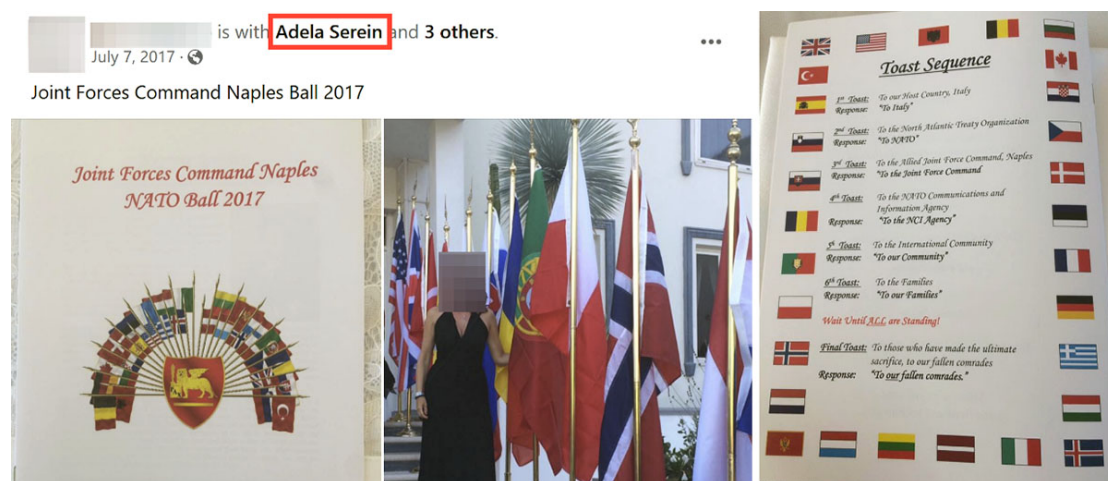 is with Adela Serein and 3 others.
July 7, 2017 ·
Joint Forces Command Naples Ball 2017
Joint Forces Command Naples
NATO Ball 2017
Toast Sequence
1st Toast: To our Host Country, Italy
Response: "To Italy"
2nd Toast: To the North Atlantic Treaty Organization
Response: "To NATO"
3rd Toast: To the Allied Joint Force Command, Naples
Response: "To the Joint Force Command
4th Toast: To the NATO Communications and
Information Agency
Response: "To the NCI Agency"
5th Toast: To the International Community
Response: "To our Community"
6th Toast: To the Families
Response: "To our Families"
Wait Until ALL are Standing!
Final Toast: To those who have made the ultimate
sacrifice, to our fallen comrades
Response: "To our fallen comrades."